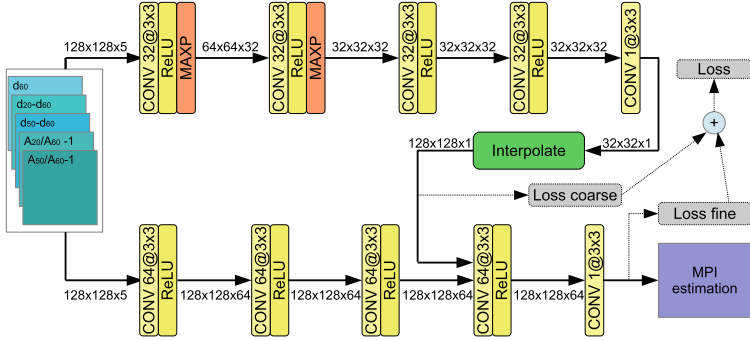 128x128x5
CONV 32@3x3
ReLU
MAXP
64x64x32
CONV 32@3x3
ReLU
MAXP
32x32x32
CONV 32@3x3
ReLU
32x32x32
CONV 32@3x3
ReLU
32x32x32
CONV 1@3x3
Loss
+
d60
d20-d60
d50-d60
A20/A60 -1
A50/A60-1
128x128x1
Interpolate
32x32x1
Loss coarse
Loss fine
128x128x5
CONV 64@3x3
ReLU
128x128x64
CONV 64@3x3
ReLU
128x128x64
CONV 64@3x3
ReLU
128x128x64
CONV 64@3x3
ReLU
128x128x64
CONV 1@3x3
MPI
estimation